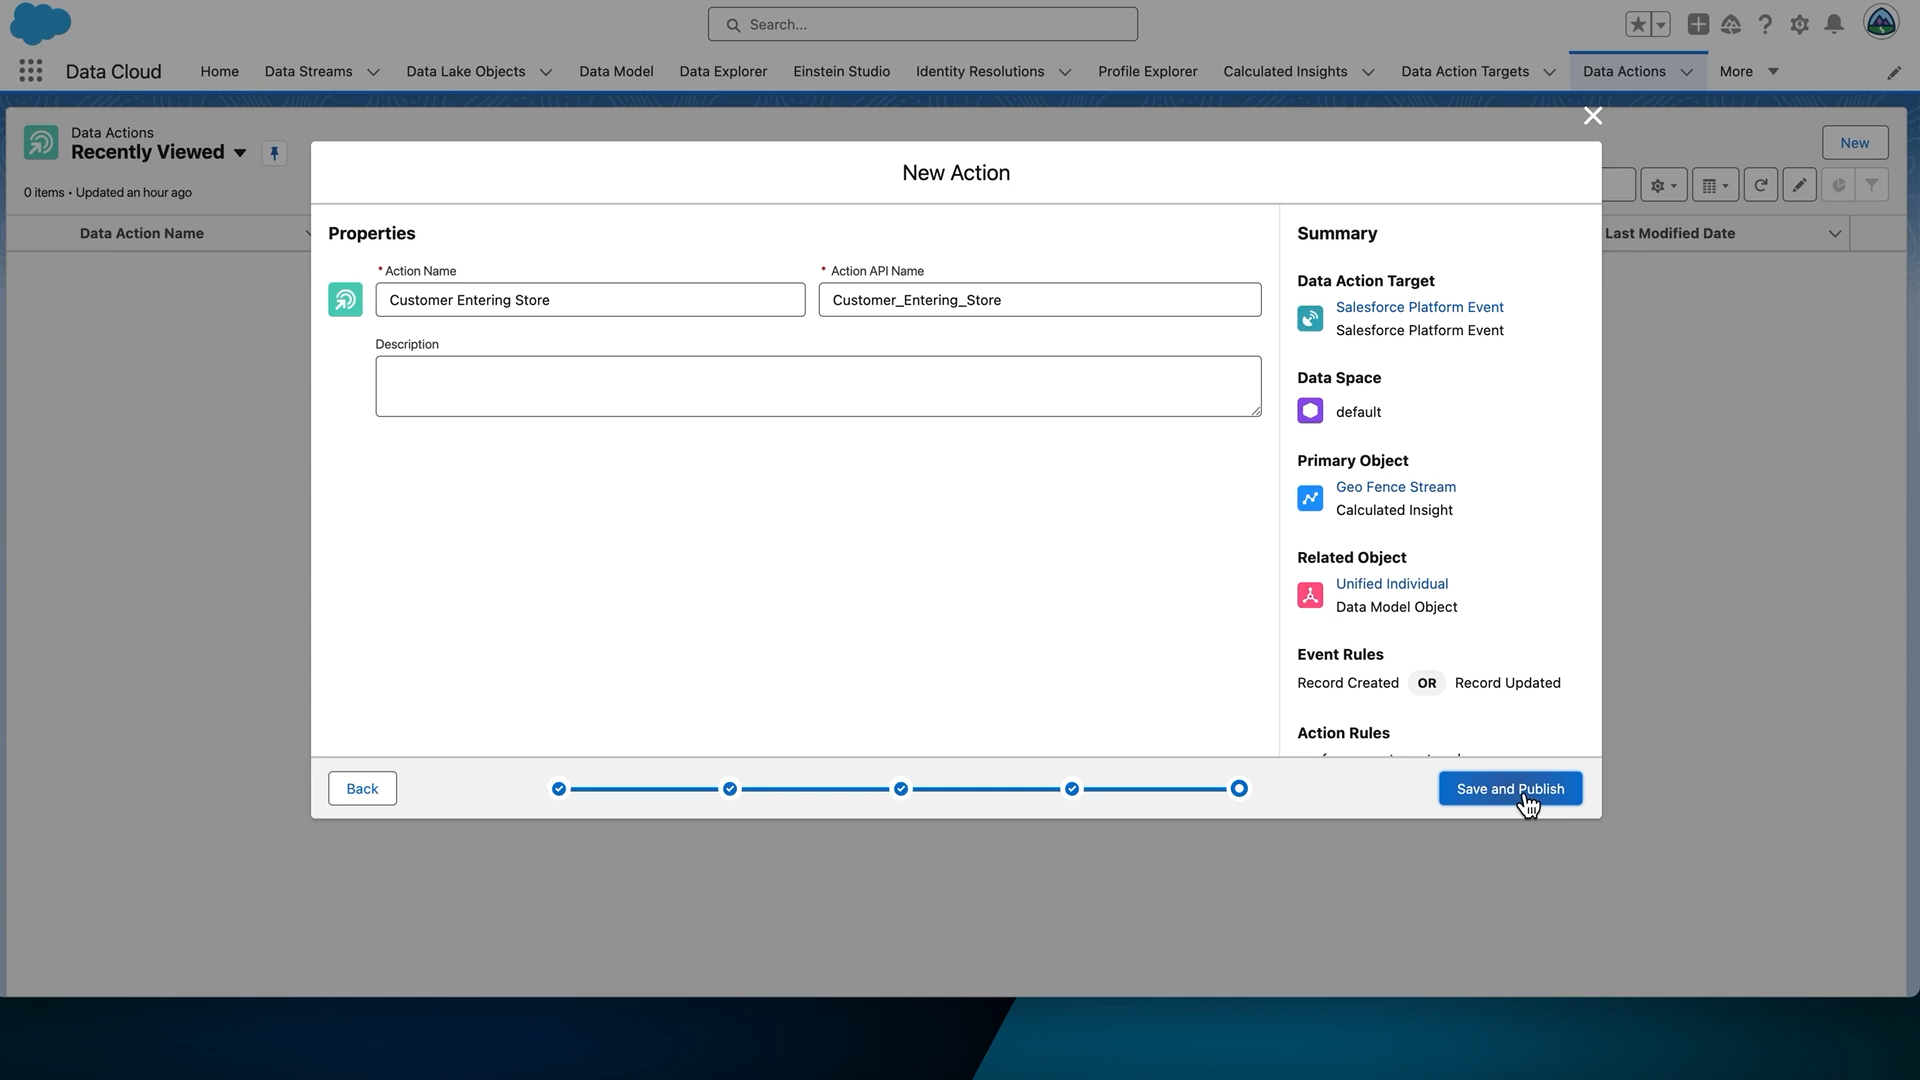 Search...
Data Cloud
Home
Data Streams
Data Lake Objects
Data Model
Data Explorer
Einstein Studio
Identity Resolutions
Profile Explorer
Calculated Insights
Data Action Targets
Data Actions
More
Data Actions
Recently Viewed
0 items • Updated an hour ago
New
Data Action Name
Last Modified Date
New Action
Properties
* Action Name
Customer Entering Store
* Action API Name
Customer_Entering_Store
Description
Summary
Data Action Target
Salesforce Platform Event
Salesforce Platform Event
Data Space
default
Primary Object
Geo Fence Stream
Calculated Insight
Related Object
Unified Individual
Data Model Object
Event Rules
Record Created OR Record Updated
Action Rules
Back
Save and Publish